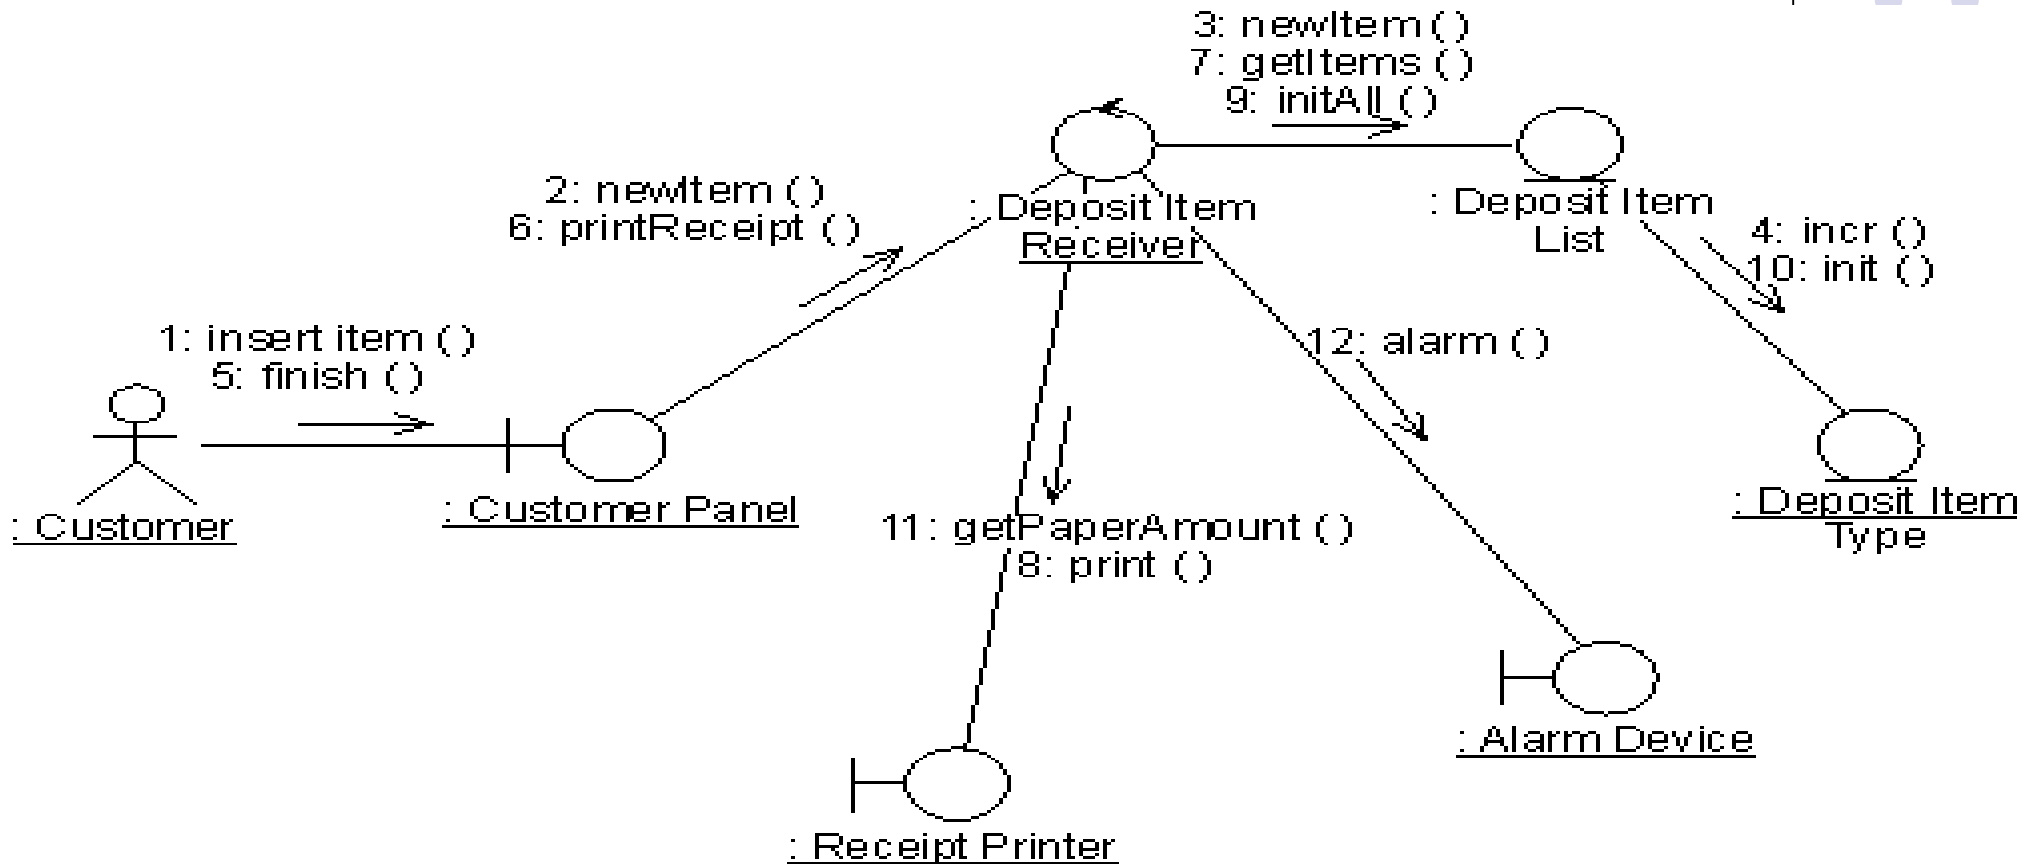 3: newItem ()
7: getItems ()
9: initAll ()
2: newItem ()
6: printReceipt ()
: Deposit Item
Receiver
: Deposit Item
List
4: incr ()
10: init ()
1: insert item ()
5: finish ()
12: alarm ()
: Customer
: Customer Panel
11: getPaperAmount ()
8: print ()
: Deposit Item
Type
: Alarm Device
: Receipt Printer